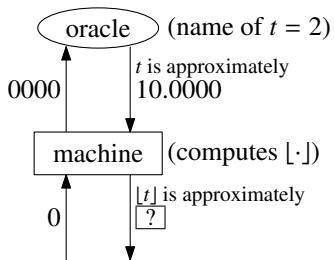 oracle (name of t = 2)
t is approximately
0000 10.0000
machine (computes ⌊·⌋)
⌊t⌋ is approximately
0 ?